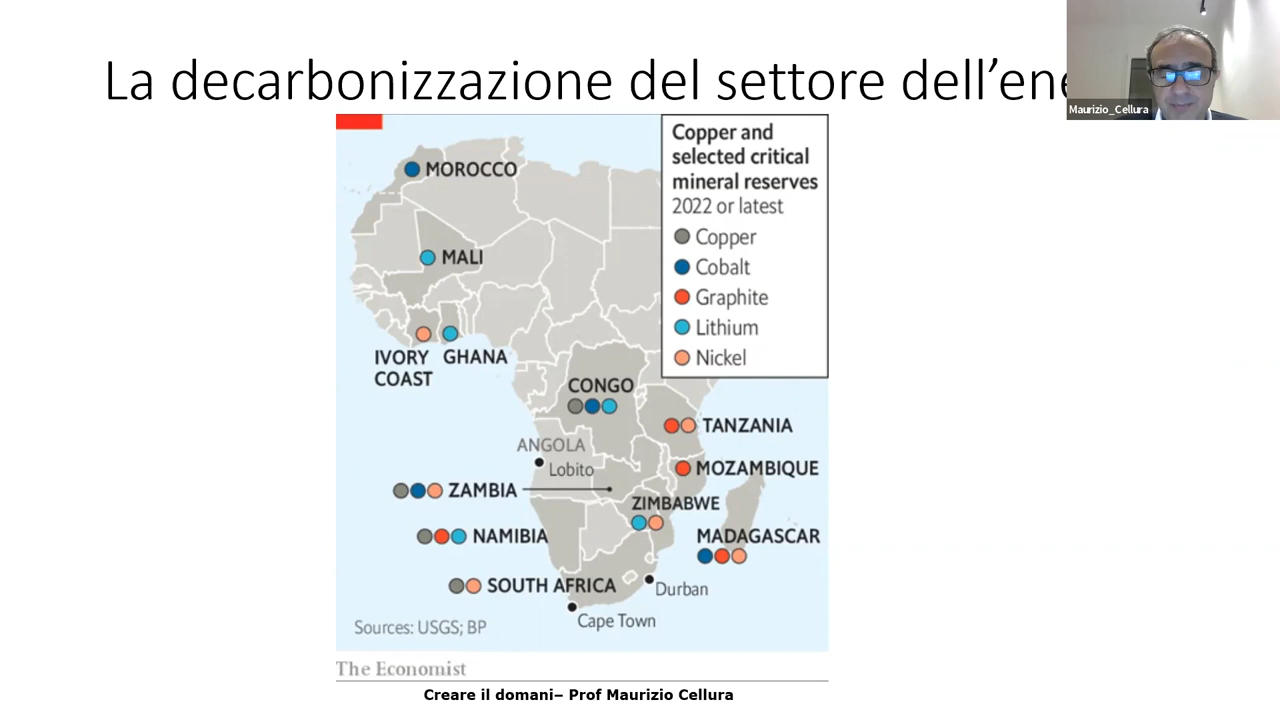 La decarbonizzazione del settore dell’ene
Maurizio_Cellura
Copper and
selected critical
mineral reserves
2022 or latest
Copper
Cobalt
Graphite
Lithium
Nickel
MOROCCO
MALI
IVORY
COAST
GHANA
CONGO
TANZANIA
ANGOLA
Lobito
MOZAMBIQUE
ZAMBIA
ZIMBABWE
NAMIBIA
MADAGASCAR
SOUTH AFRICA
Durban
Cape Town
Sources: USGS; BP
The Economist
Creare il domani– Prof Maurizio Cellura